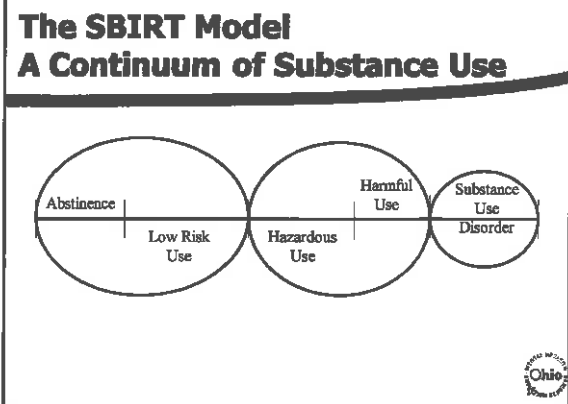 The SBIRT Model
A Continuum of Substance Use
Abstinence
Low Risk
Use
Hazardous
Use
Harmful
Use
Substance
Use
Disorder
Ohio